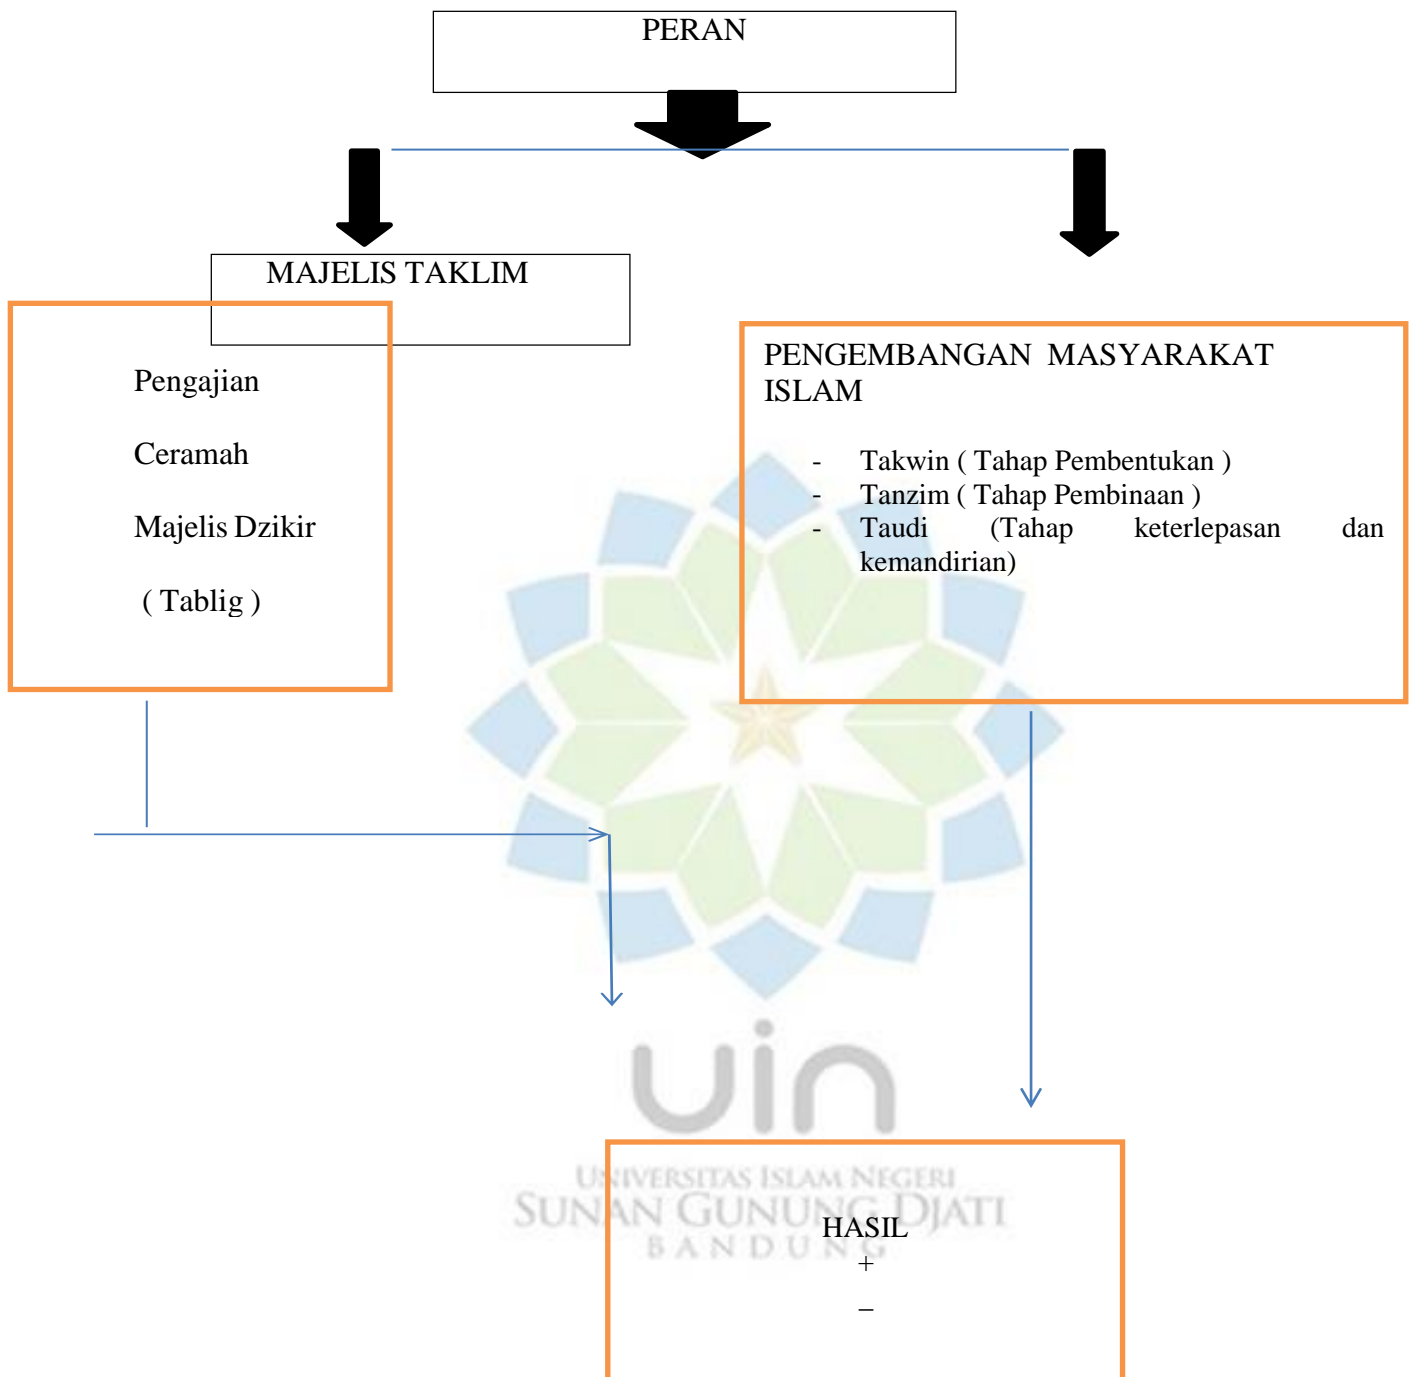 PERAN
MAJELIS TAKLIM
Pengajian
Ceramah
Majelis Dzikir
( Tablig )
PENGEMBANGAN MASYARAKAT
ISLAM
- Takwin ( Tahap Pembentukan )
- Tanzim ( Tahap Pembinaan )
- Taudi (Tahap keterlepasan dan
kemandirian)
uin
UNIVERSITAS ISLAM NEGERI
SUNAN GUNUNG DJATI
BANDUNG
HASIL
+
–